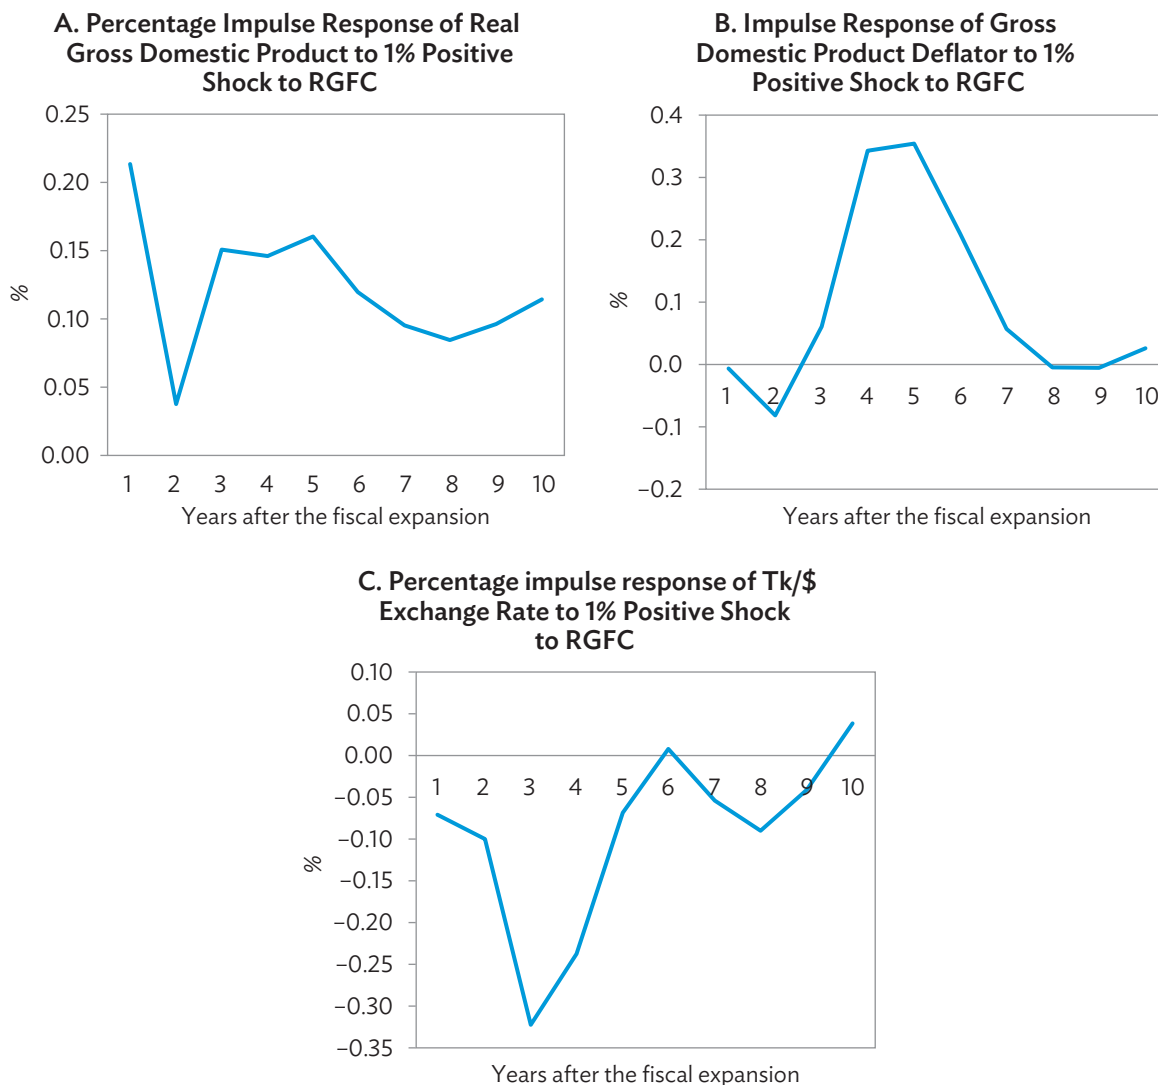 A. Percentage Impulse Response of Real
Gross Domestic Product to 1% Positive
Shock to RGFC
0.25
0.20
0.15
0.10
0.05
0.00
%
1 2 3 4 5 6 7 8 9 10
Years after the fiscal expansion
B. Impulse Response of Gross
Domestic Product Deflator to 1%
Positive Shock to RGFC
0.4
0.3
0.2
0.1
0.0
−0.1
−0.2
%
1 2 3 4 5 6 7 8 9 10
Years after the fiscal expansion
C. Percentage impulse response of Tk/$
Exchange Rate to 1% Positive Shock
to RGFC
0.10
0.05
0.00
−0.05
−0.10
−0.15
−0.20
−0.25
−0.30
−0.35
%
1 2 3 4 5 6 7 8 9 10
Years after the fiscal expansion